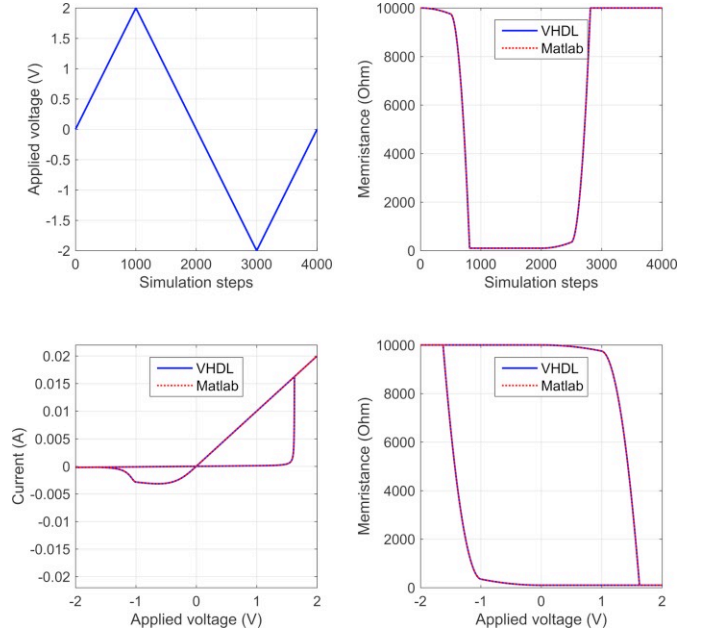 2
1.5
1
0.5
0
-0.5
-1
-1.5
-2
Applied voltage (V)
0 1000 2000 3000 4000
Simulation steps
10000
8000
6000
4000
2000
0
Memristance (Ohm)
VHDL
Matlab
0 1000 2000 3000 4000
Simulation steps
0.02
0.015
0.01
0.005
0
-0.005
-0.01
-0.015
-0.02
Current (A)
VHDL
Matlab
-2 -1 0 1 2
Applied voltage (V)
10000
8000
6000
4000
2000
0
Memristance (Ohm)
VHDL
Matlab
-2 -1 0 1 2
Applied voltage (V)